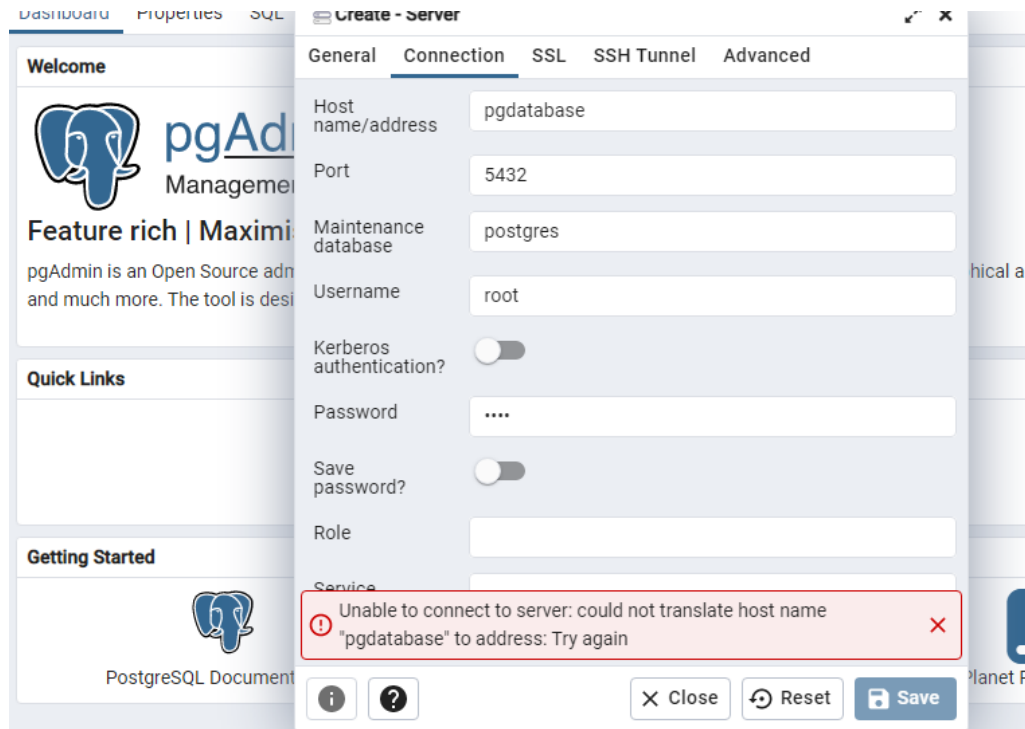 Dashboard Properties SQL
Create - Server
Welcome
General Connection SSL SSH Tunnel Advanced
Host name/address
pgdatabase
pgAd
Port
5432
Manageme
Maintenance database
postgres
Feature rich | Maximi
pgAdmin is an Open Source adm
hical a
and much more. The tool is desi
Username
root
Kerberos authentication?
Quick Links
Password
••••
Save password?
Role
Getting Started
Service
Unable to connect to server: could not translate host name
"pgdatabase" to address: Try again
PostgreSQL Document
Planet P
Close
Reset
Save